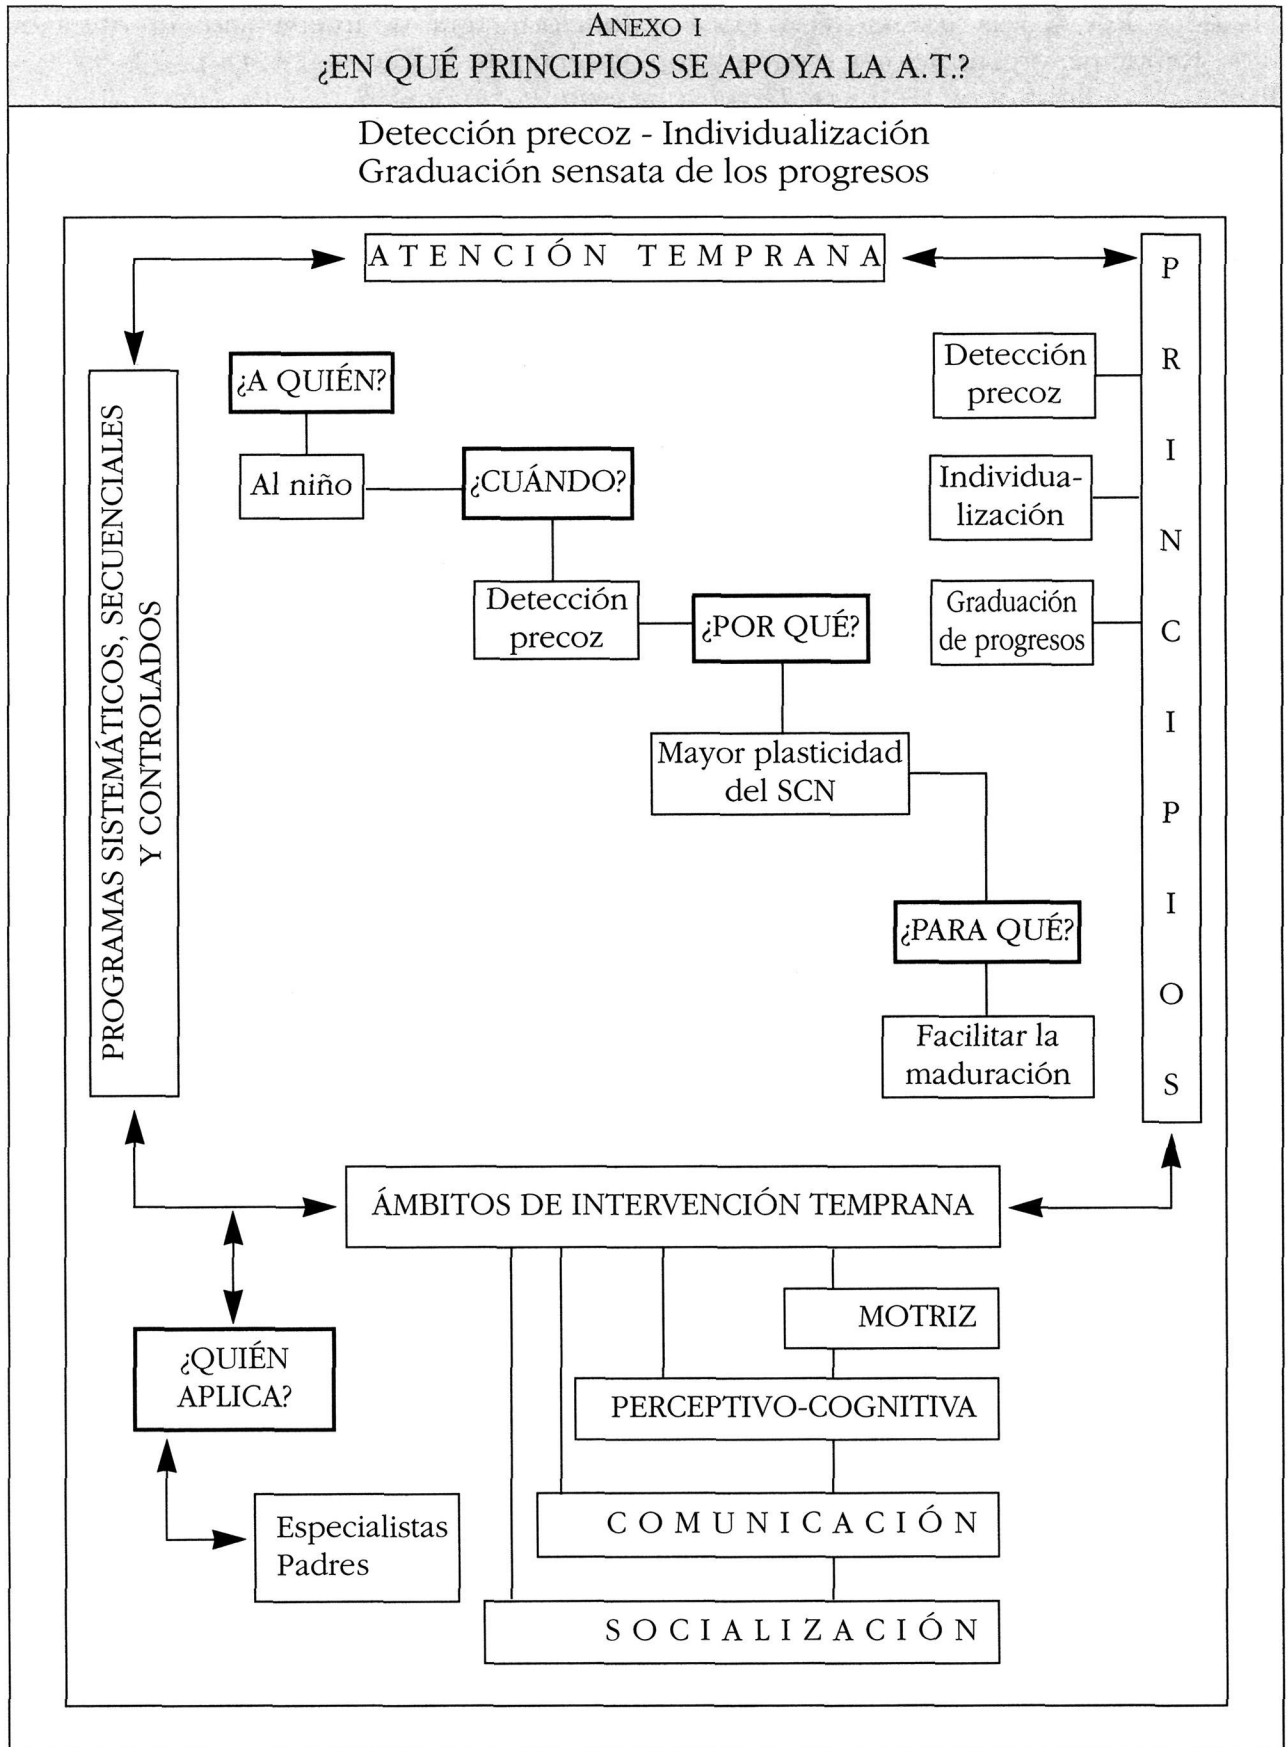 ANEXO 1
¿EN QUÉ PRINCIPIOS SE APOYA LA A.T.?
Detección precoz - Individualización
Graduación sensata de los progresos
ATENCIÓN TEMPRANA
PRINCIPIOS
Detección
precoz
Individua-
lización
Graduación
de progresos
PROGRAMAS SISTEMÁTICOS, SECUENCIALES
Y CONTROLADOS
¿A QUIÉN?
Al niño
¿CUÁNDO?
Detección
precoz
¿POR QUÉ?
Mayor plasticidad
del SCN
¿PARA QUÉ?
Facilitar la
maduración
ÁMBITOS DE INTERVENCIÓN TEMPRANA
MOTRIZ
PERCEPTIVO-COGNITIVA
COMUNICACIÓN
SOCIALIZACIÓN
¿QUIÉN
APLICA?
Especialistas
Padres